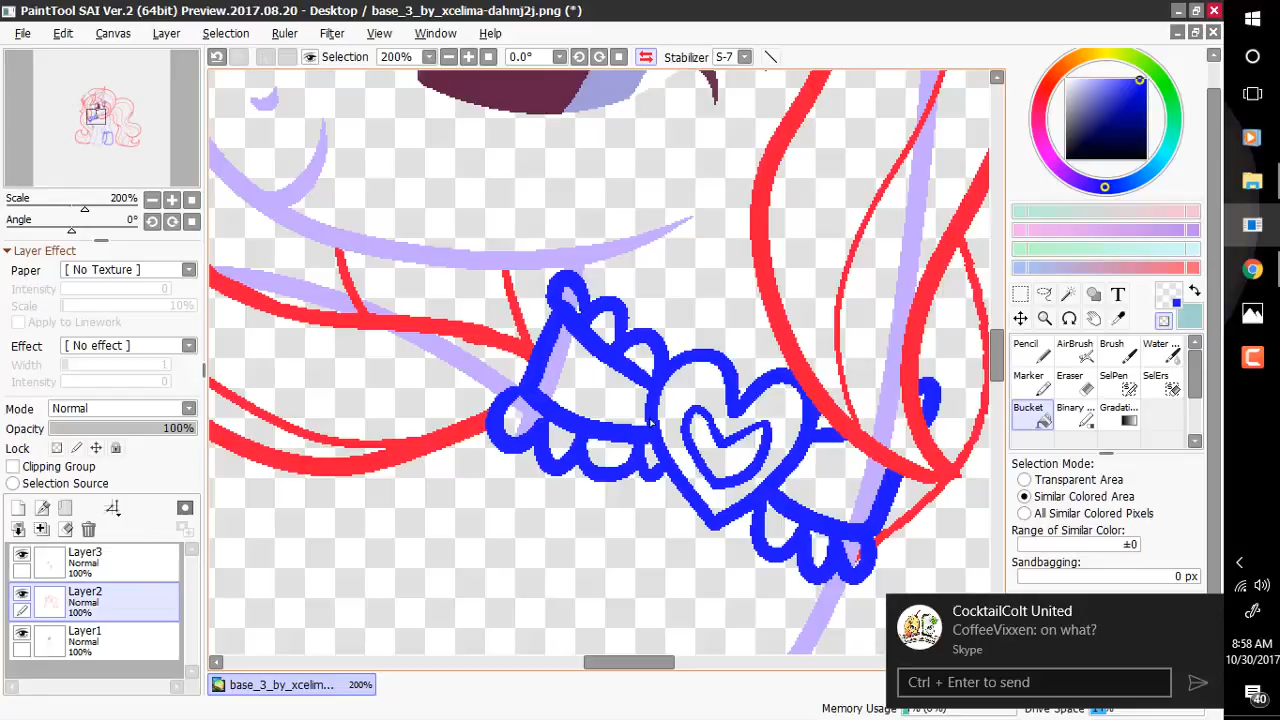 PaintTool SAI Ver.2 (64bit) Preview.2017.08.20 - Desktop / base_3_by_xcelima-dahmj2j.png (*)
File Edit Canvas Layer Selection Ruler Filter View Window Help
Selection 200% 0.0° Stabilizer S-7
Scale 200%
Angle 0°
Layer Effect
Paper [ No Texture ]
Intensity 0
Scale 10%
Apply to Linework
Effect [ No effect ]
Width 1
Intensity 0
Mode Normal
Opacity 100%
Lock
Clipping Group
Selection Source
Layer3
Normal
100%
Layer2
Normal
100%
Layer1
Normal
100%
T
Pencil AirBrush Brush Water ...
Marker Eraser SelPen SelErs
Bucket Binary ... Gradati...
Selection Mode:
Transparent Area
Similar Colored Area
All Similar Colored Pixels
Range of Similar Color:
±0
Sandbagging:
0 px
CocktailColt United
CoffeeVixxen: on what?
Skype
Ctrl + Enter to send
base_3_by_xcelim... 200%
Memory Usage
Drive Space
8:58 AM
10/30/2017
40